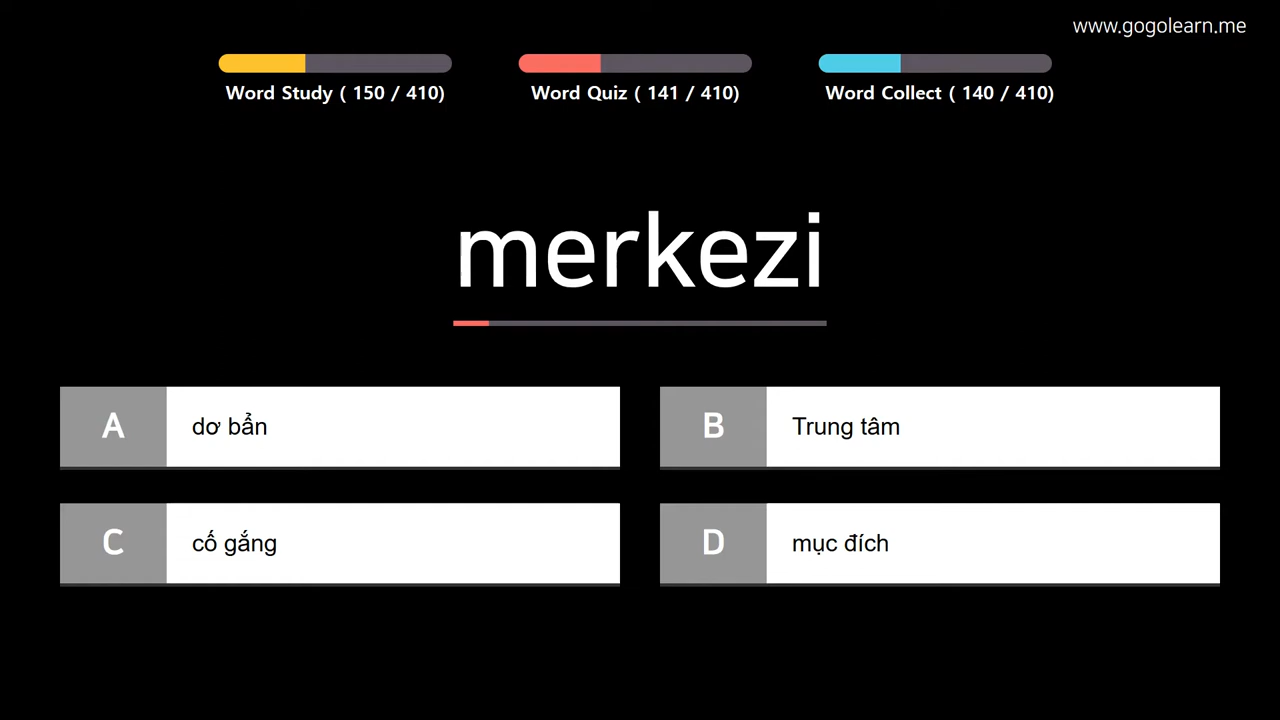 www.gogolearn.me
Word Study ( 150 / 410)
Word Quiz ( 141 / 410)
Word Collect ( 140 / 410)
merkezi
A dơ bẩn
B Trung tâm
C cố gắng
D mục đích